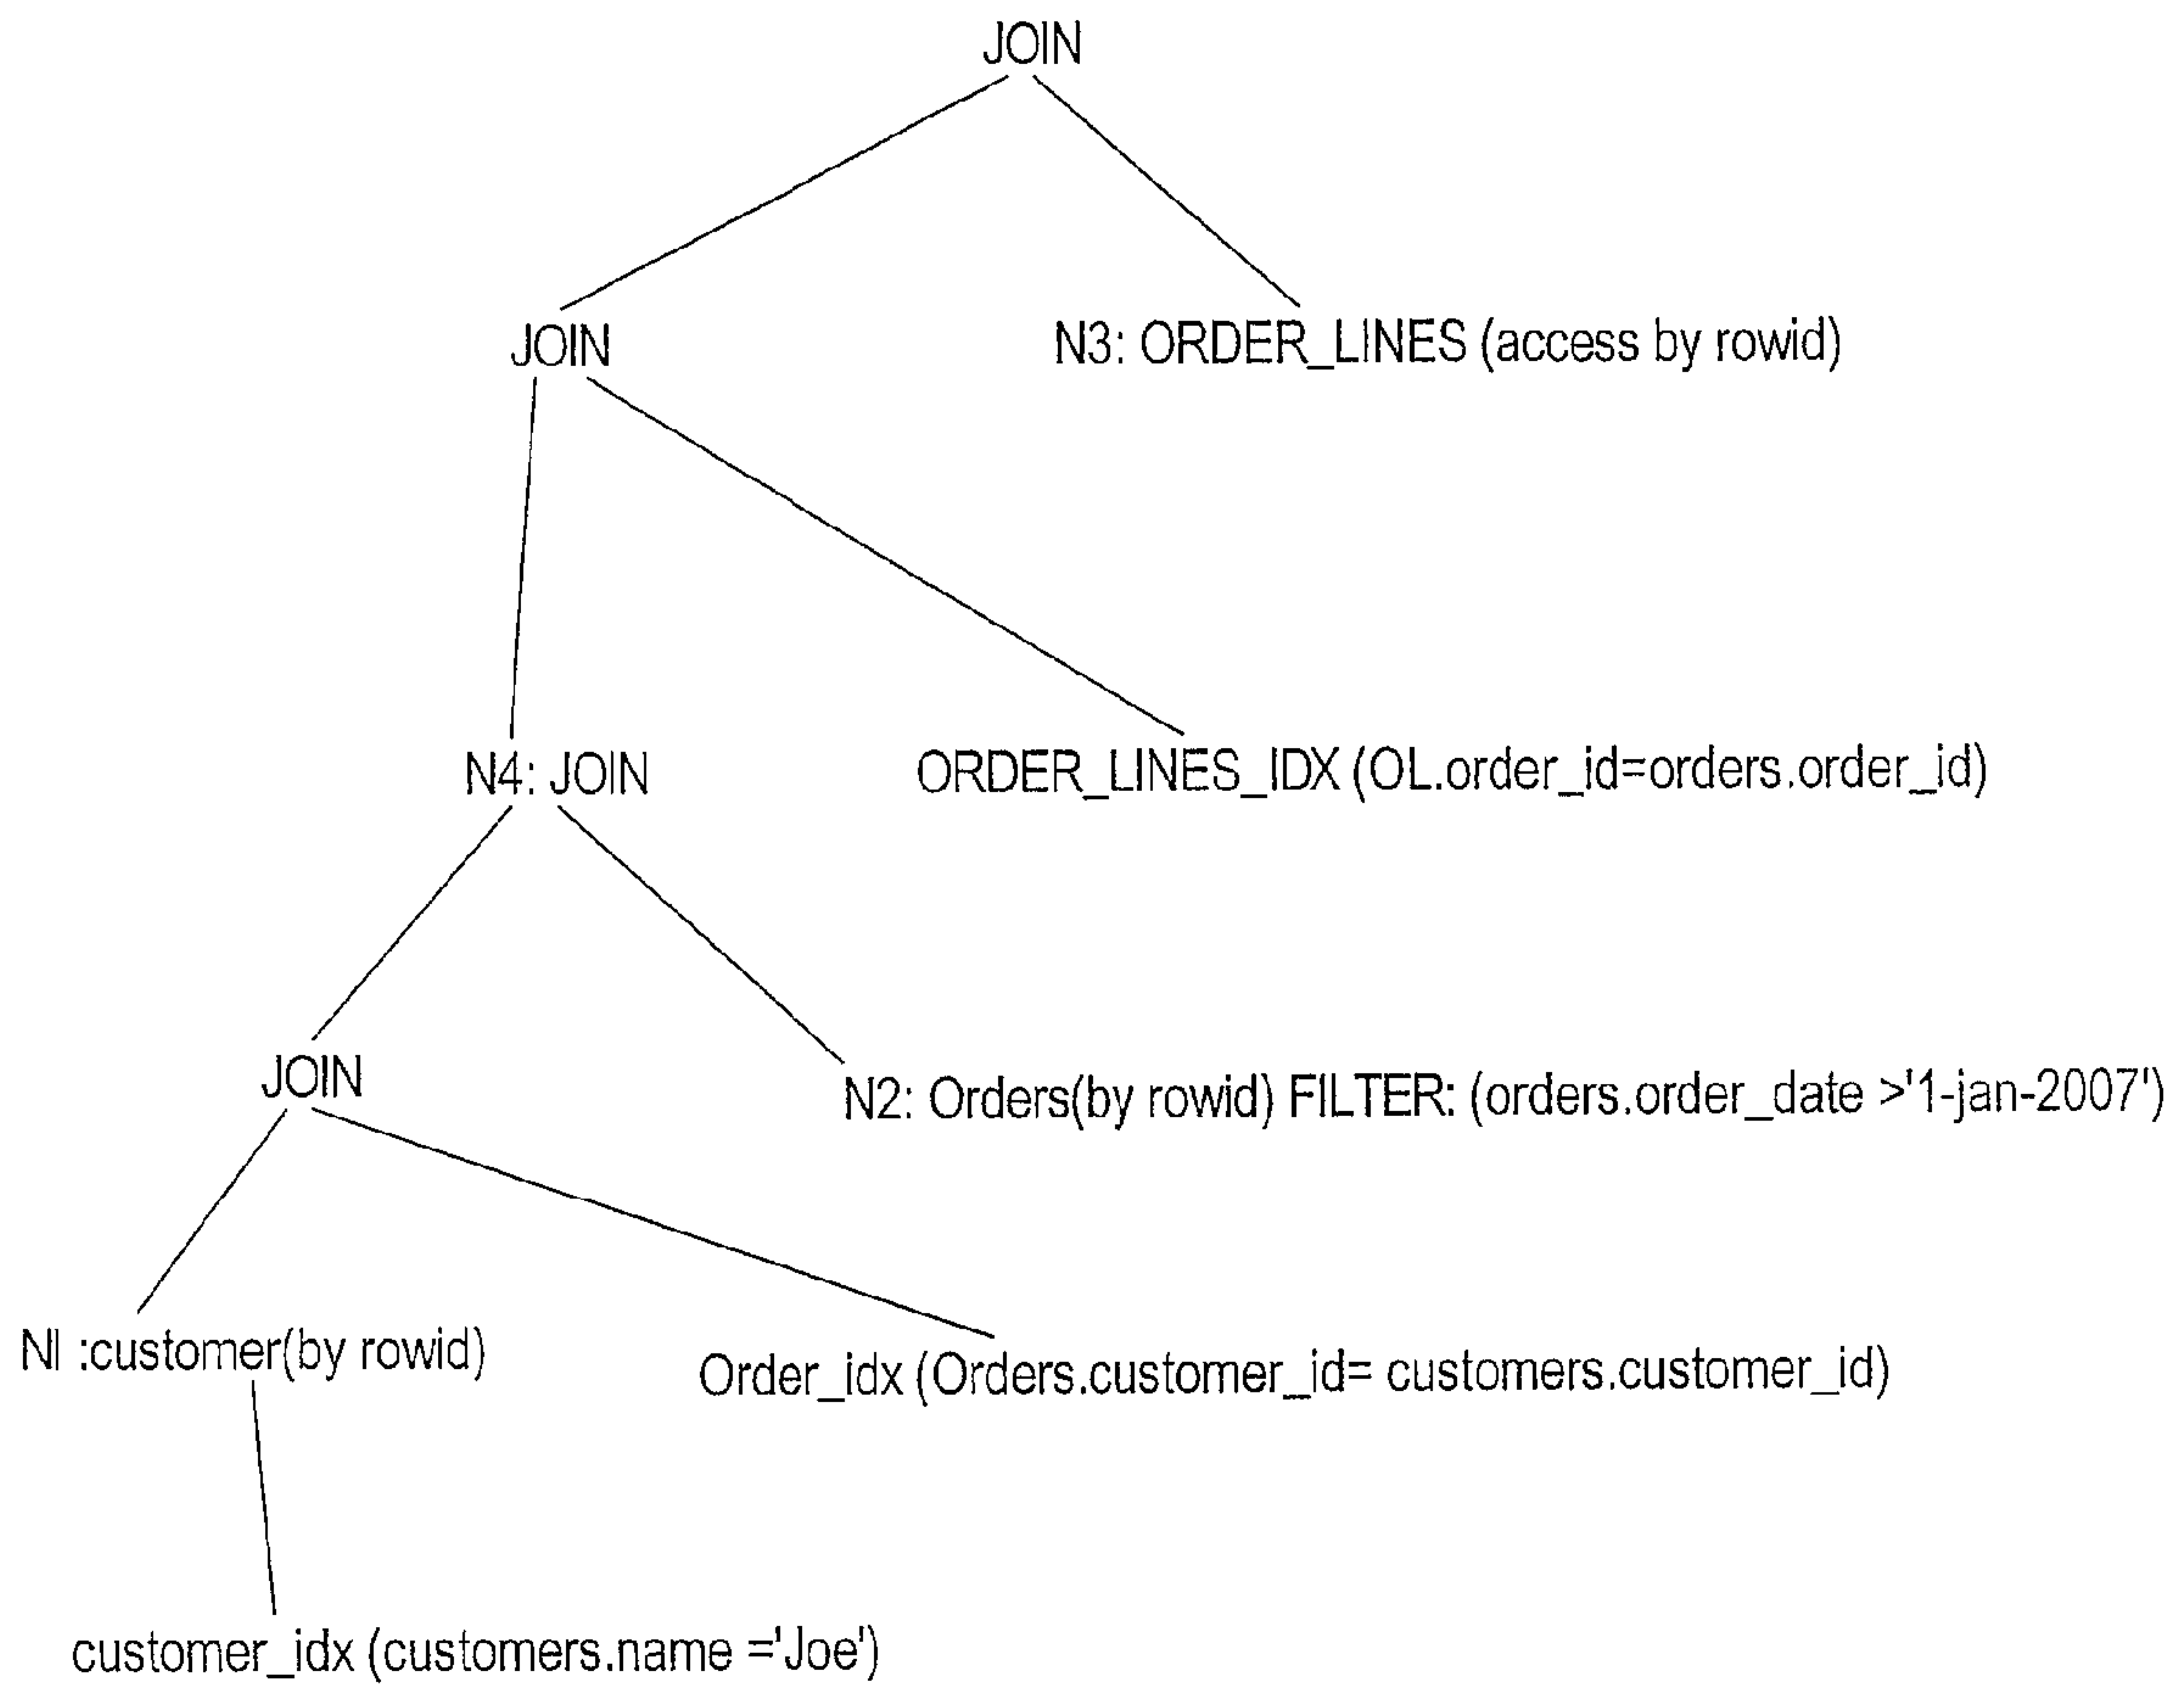 JOIN
JOIN
N3: ORDER_LINES (access by rowid)
N4: JOIN
ORDER_LINES_IDX (OL.order_id=orders.order_id)
JOIN
N2: Orders(by rowid) FILTER: (orders.order_date >'1-jan-2007')
NI :customer(by rowid)
Order_idx (Orders.customer_id= customers.customer_id)
customer_idx (customers.name ='Joe')